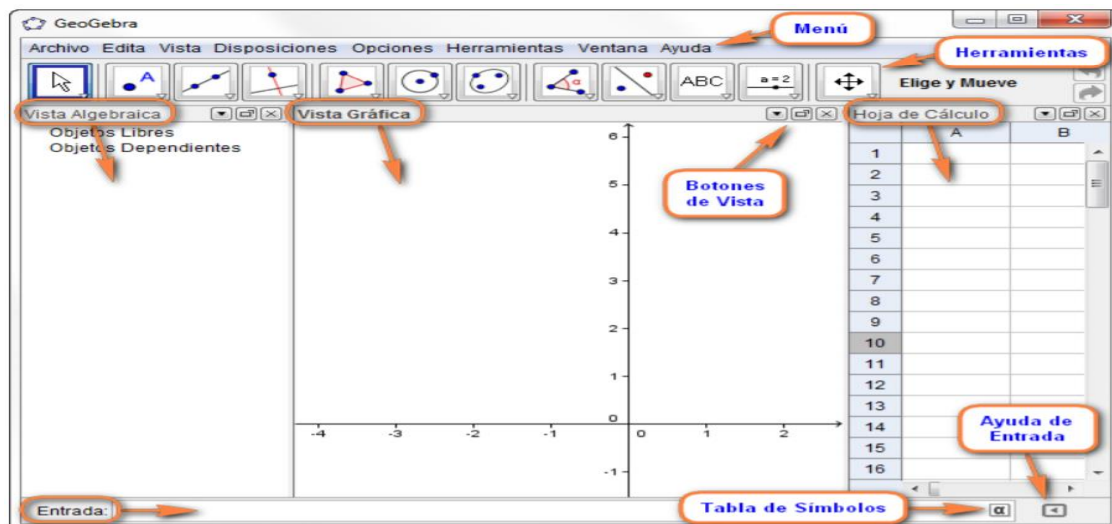 GeoGebra
Menú
Archivo Edita Vista Disposiciones Opciones Herramientas Ventana Ayuda
Herramientas
A
α
ABC
a = 2
Elige y Mueve
Vista Algebraica
Vista Gráfica
Hoja de Cálculo
Objetos Libres
Objetos Dependientes
Botones
de Vista
6
5
4
3
2
1
0
-1
-4 -3 -2 -1 0 1 2
A B
1
2
3
4
5
6
7
8
9
10
11
12
13
14
15
16
Ayuda de
Entrada
Entrada:
Tabla de Símbolos
α